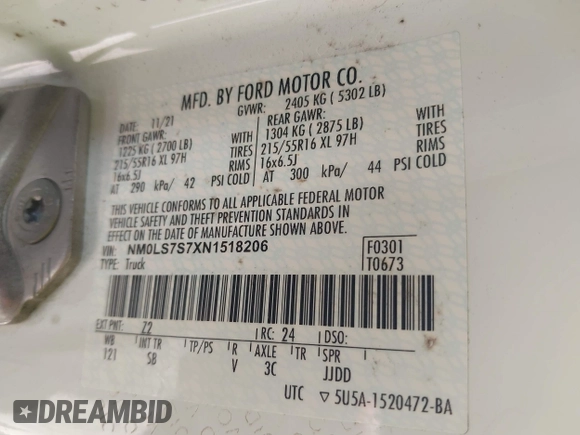 MFD. BY FORD MOTOR CO.
DATE 11/21 GVWR: 2405 KG ( 5302 LB)
FRONT GAWR: REAR GAWR:
1225 KG ( 2700 LB) WITH 1304 KG ( 2875 LB) WITH
215/55R16 XL 97H TIRES 215/55R16 XL 97H TIRES
16x6.5J RIMS 16x6.5J RIMS
AT 290 kPa/ 42 PSI COLD AT 300 kPa/ 44 PSI COLD
THIS VEHICLE CONFORMS TO ALL APPLICABLE FEDERAL MOTOR
VEHICLE SAFETY AND THEFT PREVENTION STANDARDS IN
EFFECT ON THE DATE OF MANUFACTURE SHOWN ABOVE.
VIN: NM0LS7S7XN1518206 F0301
TYPE: Truck T0673
EXT PNT: Z2 RC: 24 DSO:
WB INT TR TP/PS R AXLE TR SPR
121 SB V 3C JJDD
UTC ▽5U5A-1520472-BA
DREAMBID